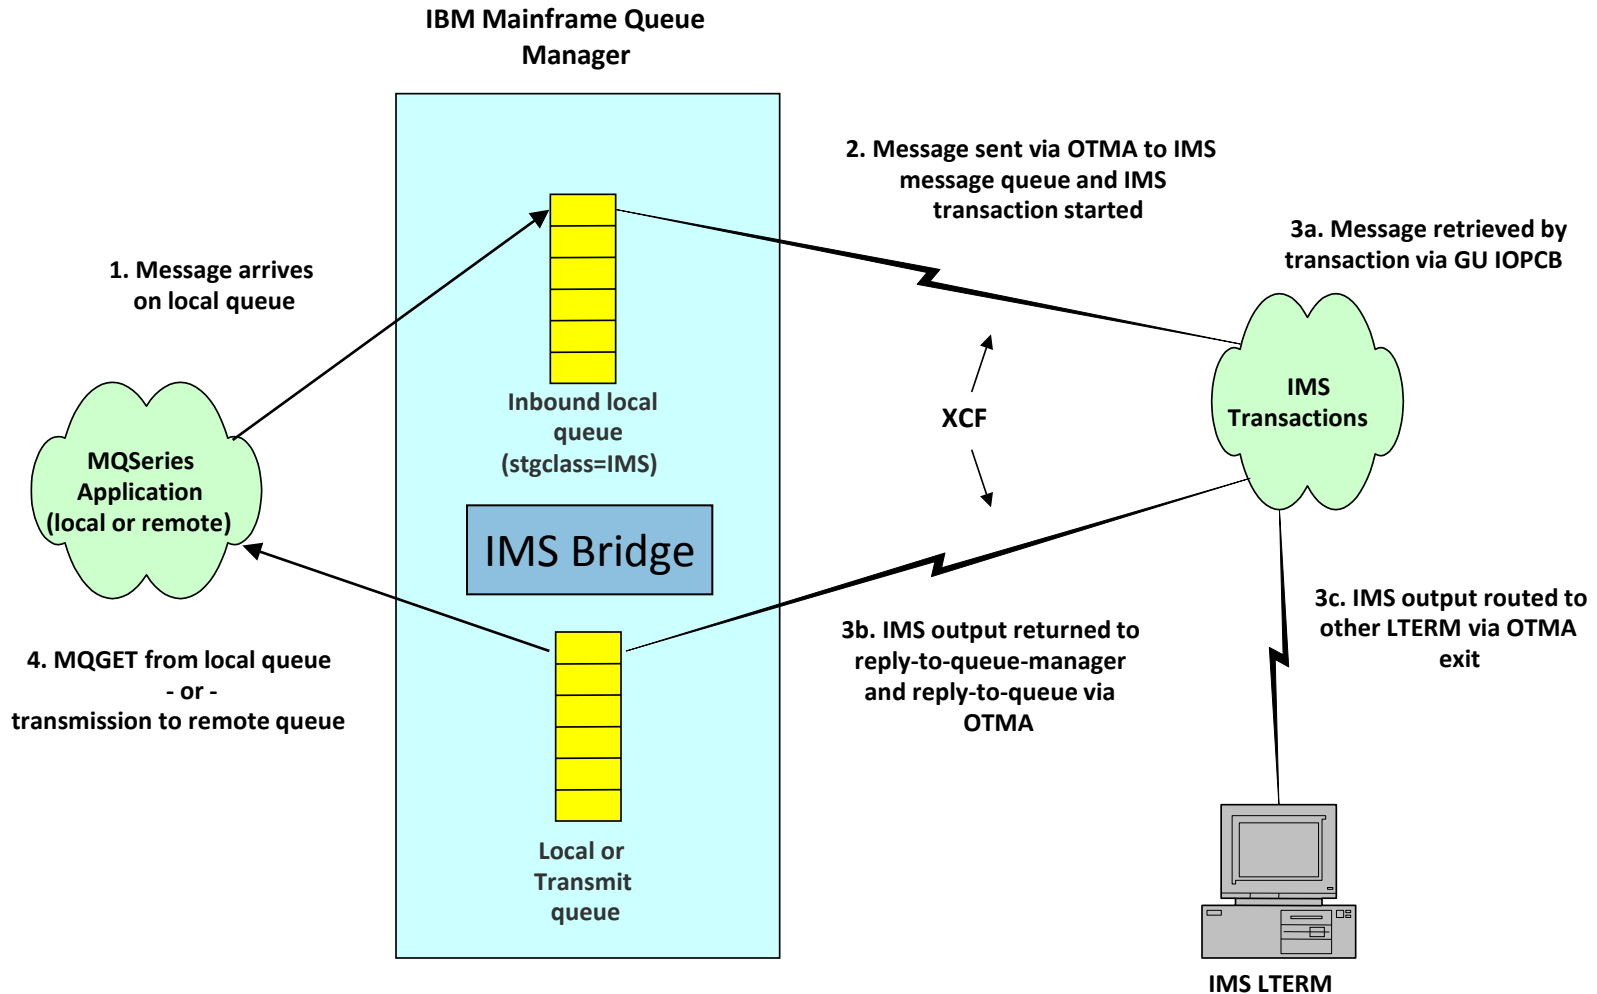 IBM Mainframe Queue
Manager
2. Message sent via OTMA to IMS
message queue and IMS
transaction started
3a. Message retrieved by
transaction via GU IOPCB
1. Message arrives
on local queue
Inbound local
queue
(stgclass=IMS)
XCF
IMS
Transactions
MQSeries
Application
(local or remote)
IMS Bridge
3b. IMS output returned to
reply-to-queue-manager
and reply-to-queue via
OTMA
3c. IMS output routed to
other LTERM via OTMA
exit
4. MQGET from local queue
- or -
transmission to remote queue
Local or
Transmit
queue
IMS LTERM